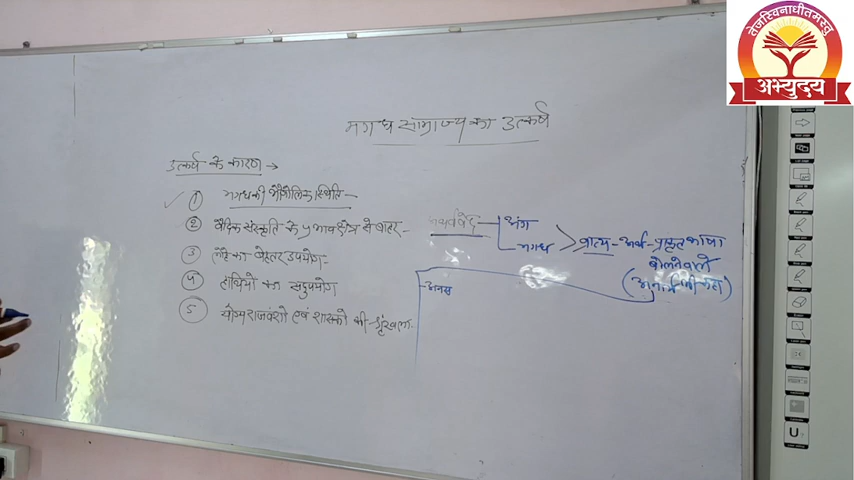 तेजस्विनाधीतमस्तु
अभ्युदय
मगध साम्राज्य का उत्कर्ष
उत्कर्ष के कारण →
① मगध की भौगोलिक स्थिति -
② वैदिक संस्कृति के प्रभाव क्षेत्र से बाहर -
③ लोहे का बेहतर उपयोग -
④ हाथियो का सदुपयोग
⑤ योग्य राजवंशो एवं शासको की श्रृंखला -
अथर्ववेद - अंग
मगध > व्रात्य - अर्थ - प्राकृत भाषा
बोलने वाले